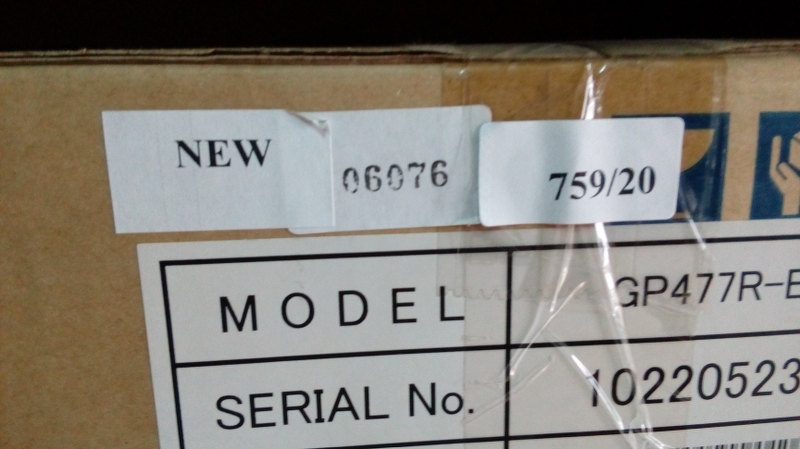 NEW
06076
759/20
MODEL GP477R-E
SERIAL No. 10220523